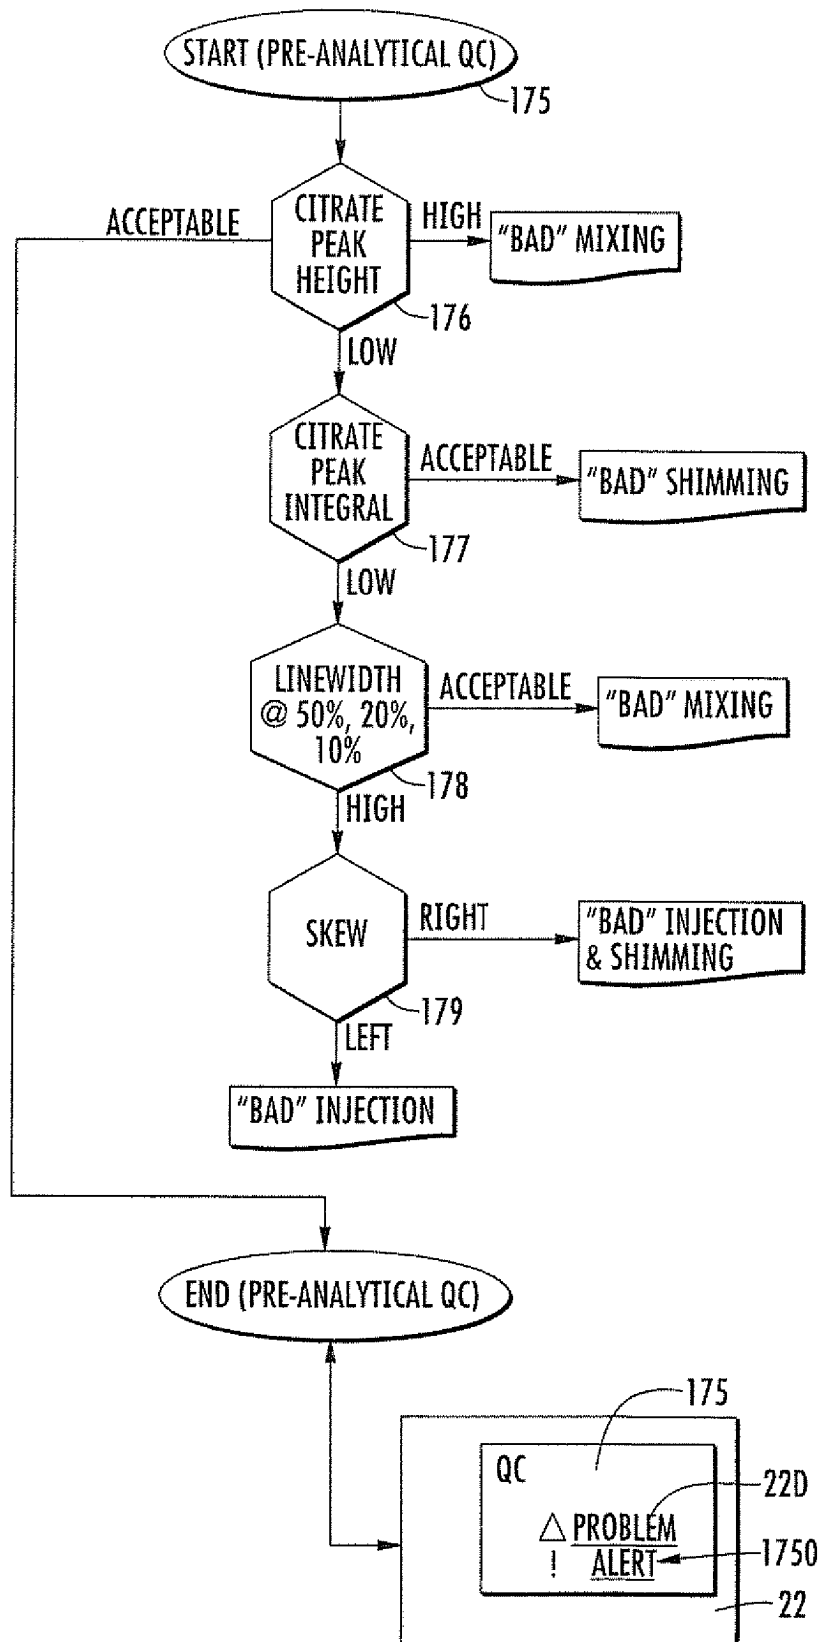 START (PRE-ANALYTICAL QC)
175
ACCEPTABLE
CITRATE
PEAK
HEIGHT
HIGH
"BAD" MIXING
176
LOW
CITRATE
PEAK
INTEGRAL
ACCEPTABLE
"BAD" SHIMMING
177
LOW
LINEWIDTH
@ 50%, 20%,
10%
ACCEPTABLE
"BAD" MIXING
178
HIGH
SKEW
RIGHT
"BAD" INJECTION
& SHIMMING
179
LEFT
"BAD" INJECTION
END (PRE-ANALYTICAL QC)
175
QC
22D
PROBLEM
! ALERT
1750
22